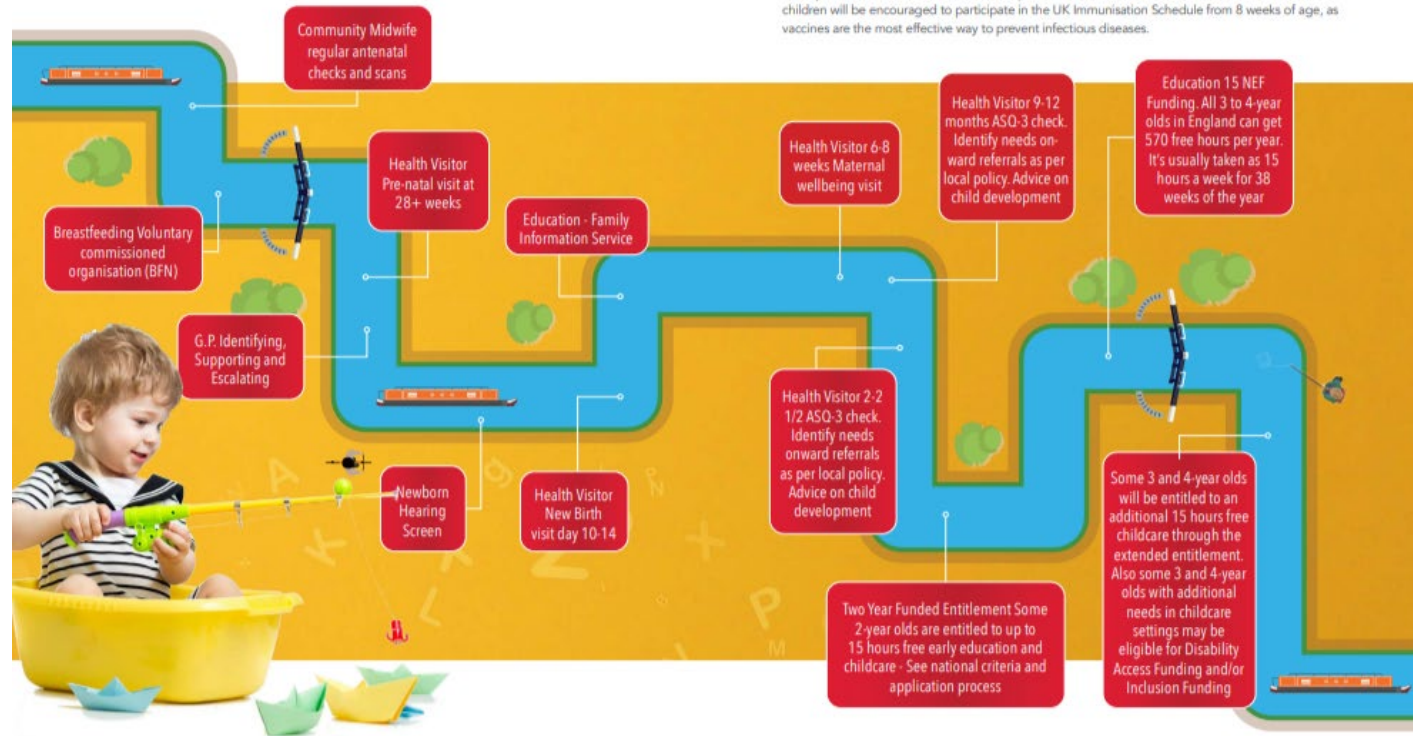 children will be encouraged to participate in the UK Immunisation Schedule from 8 weeks of age, as
vaccines are the most effective way to prevent infectious diseases.
Community Midwife
regular antenatal
checks and scans
Breastfeeding Voluntary
commissioned
organisation (BFN)
Health Visitor
Pre-natal visit at
28+ weeks
G.P. Identifying,
Supporting and
Escalating
Newborn
Hearing
Screen
Health Visitor
New Birth
visit day 10-14
Education - Family
Information Service
Health Visitor 6-8
weeks Maternal
wellbeing visit
Health Visitor 9-12
months ASQ-3 check.
Identify needs on-
ward referrals as per
local policy. Advice on
child development
Health Visitor 2-2
1/2 ASQ-3 check.
Identify needs
onward referrals
as per local policy.
Advice on child
development
Two Year Funded Entitlement Some
2-year olds are entitled to up to
15 hours free early education and
childcare - See national criteria and
application process
Education 15 NEF
Funding. All 3 to 4-year
olds in England can get
570 free hours per year.
It's usually taken as 15
hours a week for 38
weeks of the year
Some 3 and 4-year olds
will be entitled to an
additional 15 hours free
childcare through the
extended entitlement.
Also some 3 and 4-year
olds with additional
needs in childcare
settings may be
eligible for Disability
Access Funding and/or
Inclusion Funding